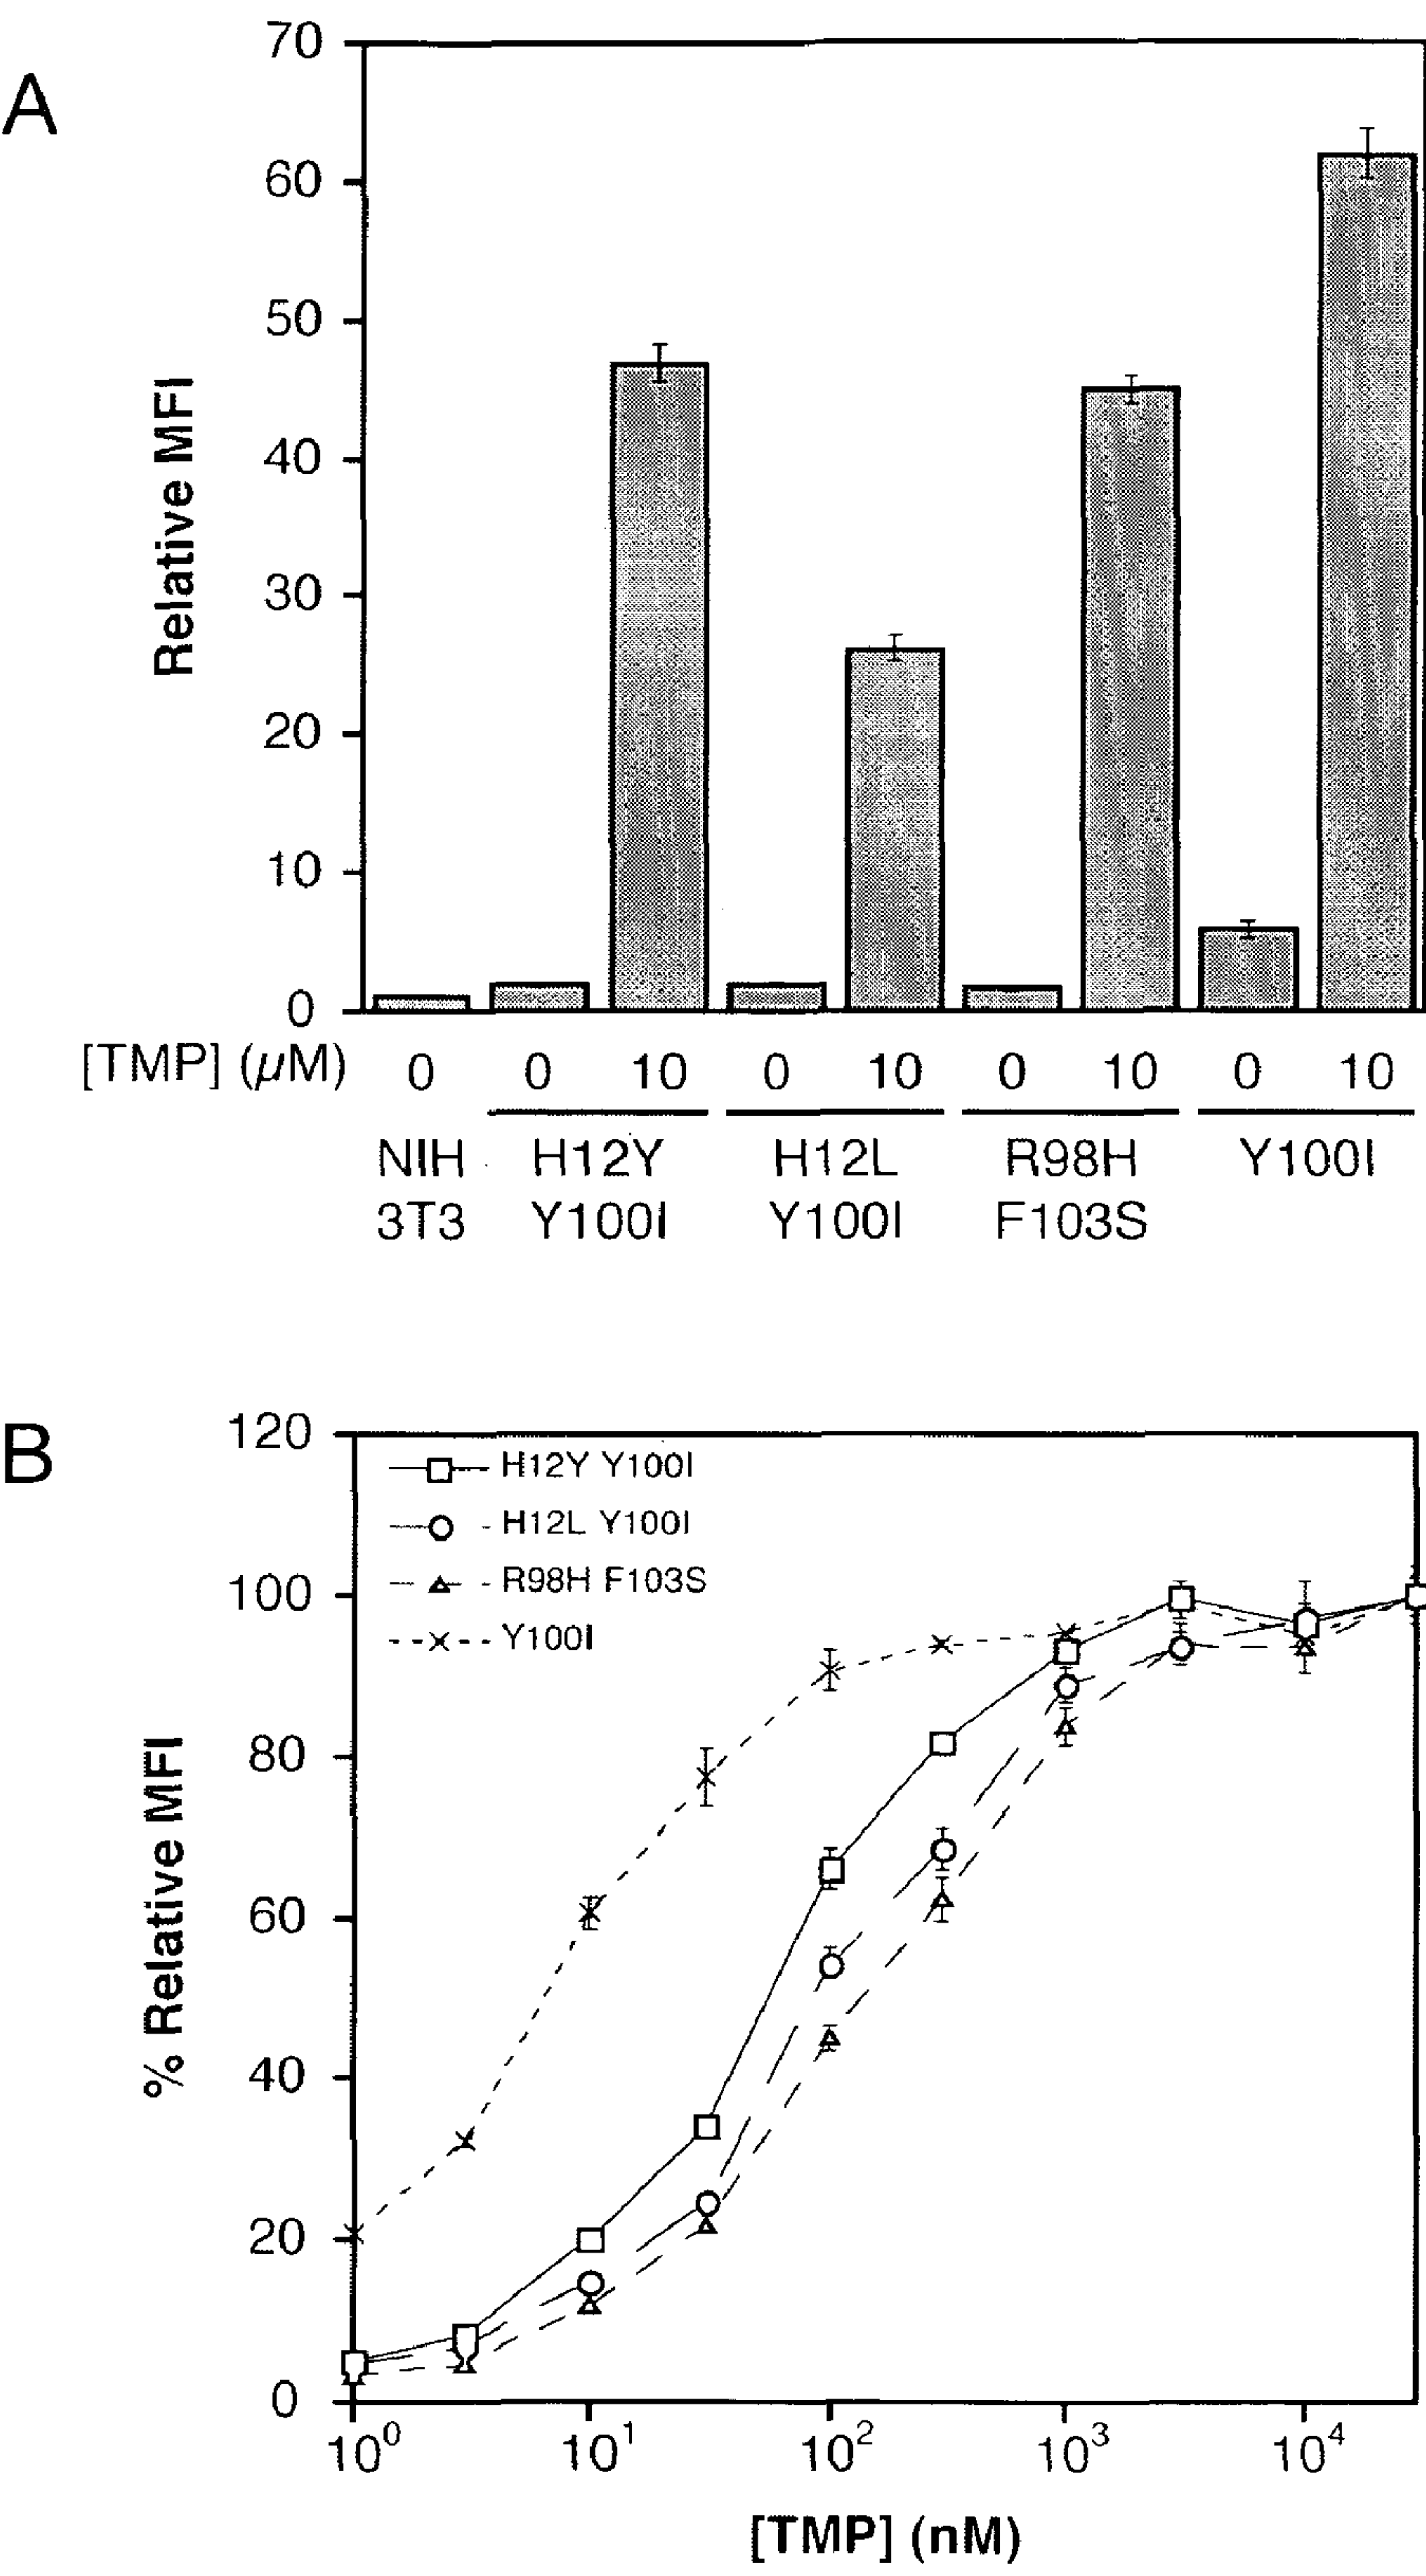 A
70
60
50
40
30
20
10
0
Relative MFI
[TMP] (μM) 0 0 10 0 10 0 10 0 10
NIH H12Y H12L R98H Y100I
3T3 Y100I Y100I F103S
B
120
100
80
60
40
20
0
% Relative MFI
H12Y Y100I
H12L Y100I
R98H F103S
Y100I
10⁰ 10¹ 10² 10³ 10⁴
[TMP] (nM)